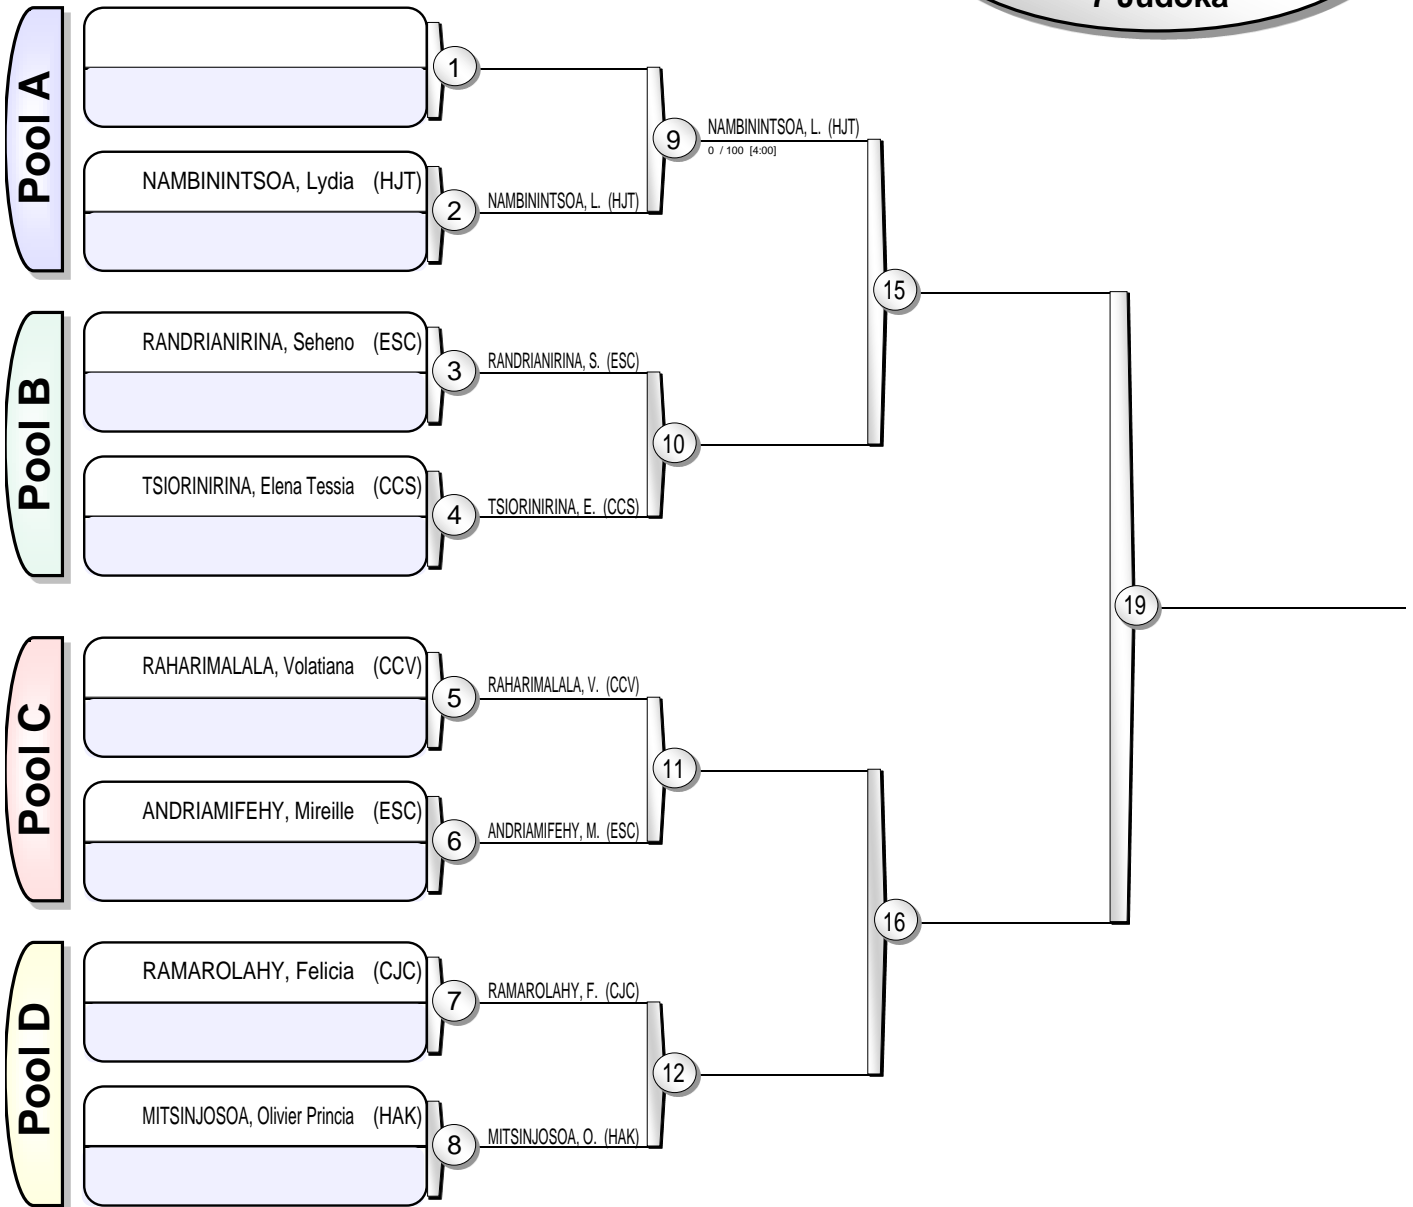 7 Judoka
Pool A
1
NAMBININTSOA, Lydia (HJT)
2
NAMBININTSOA, L. (HJT)
9
NAMBININTSOA, L. (HJT)
0 / 100 [4:00]
15
Pool B
RANDRIANIRINA, Seheno (ESC)
3
RANDRIANIRINA, S. (ESC)
10
TSIORINIRINA, Elena Tessia (CCS)
4
TSIORINIRINA, E. (CCS)
19
Pool C
RAHARIMALALA, Volatiana (CCV)
5
RAHARIMALALA, V. (CCV)
11
ANDRIAMIFEHY, Mireille (ESC)
6
ANDRIAMIFEHY, M. (ESC)
16
Pool D
RAMAROLAHY, Felicia (CJC)
7
RAMAROLAHY, F. (CJC)
12
MITSINJOSOA, Olivier Princia (HAK)
8
MITSINJOSOA, O. (HAK)